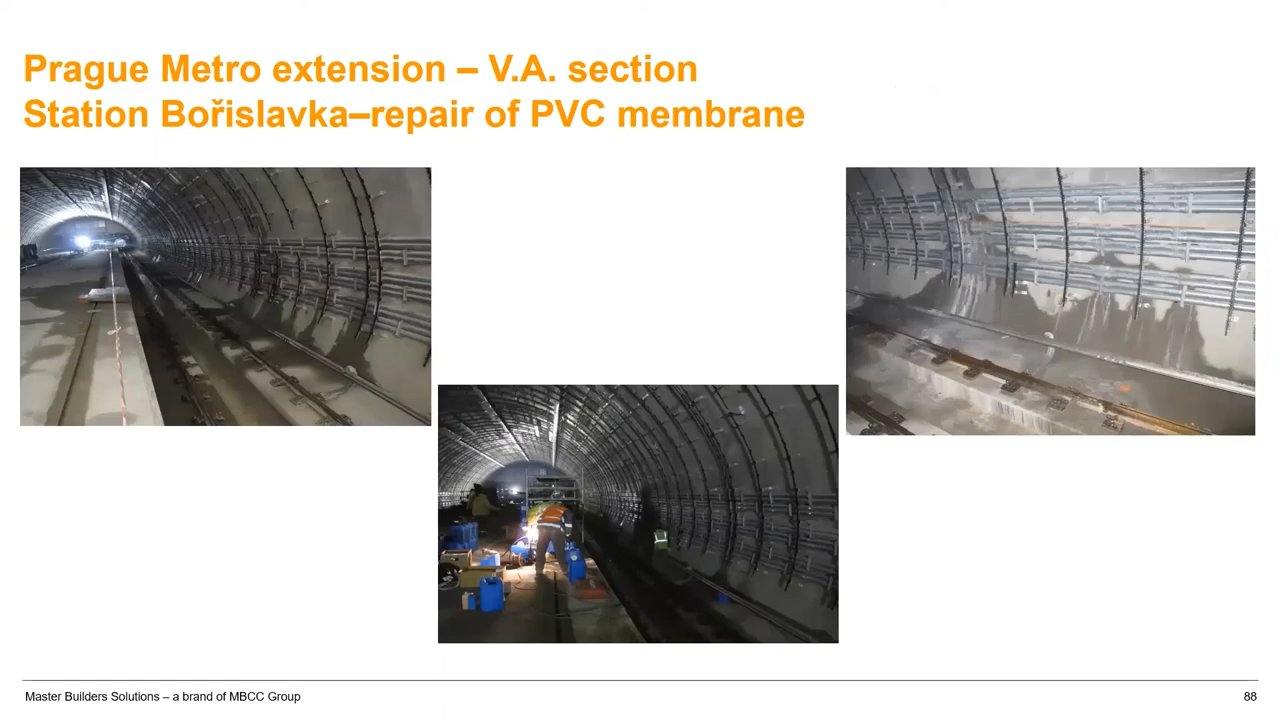 Prague Metro extension – V.A. section
Station Bořislavka–repair of PVC membrane
Master Builders Solutions – a brand of MBCC Group
88